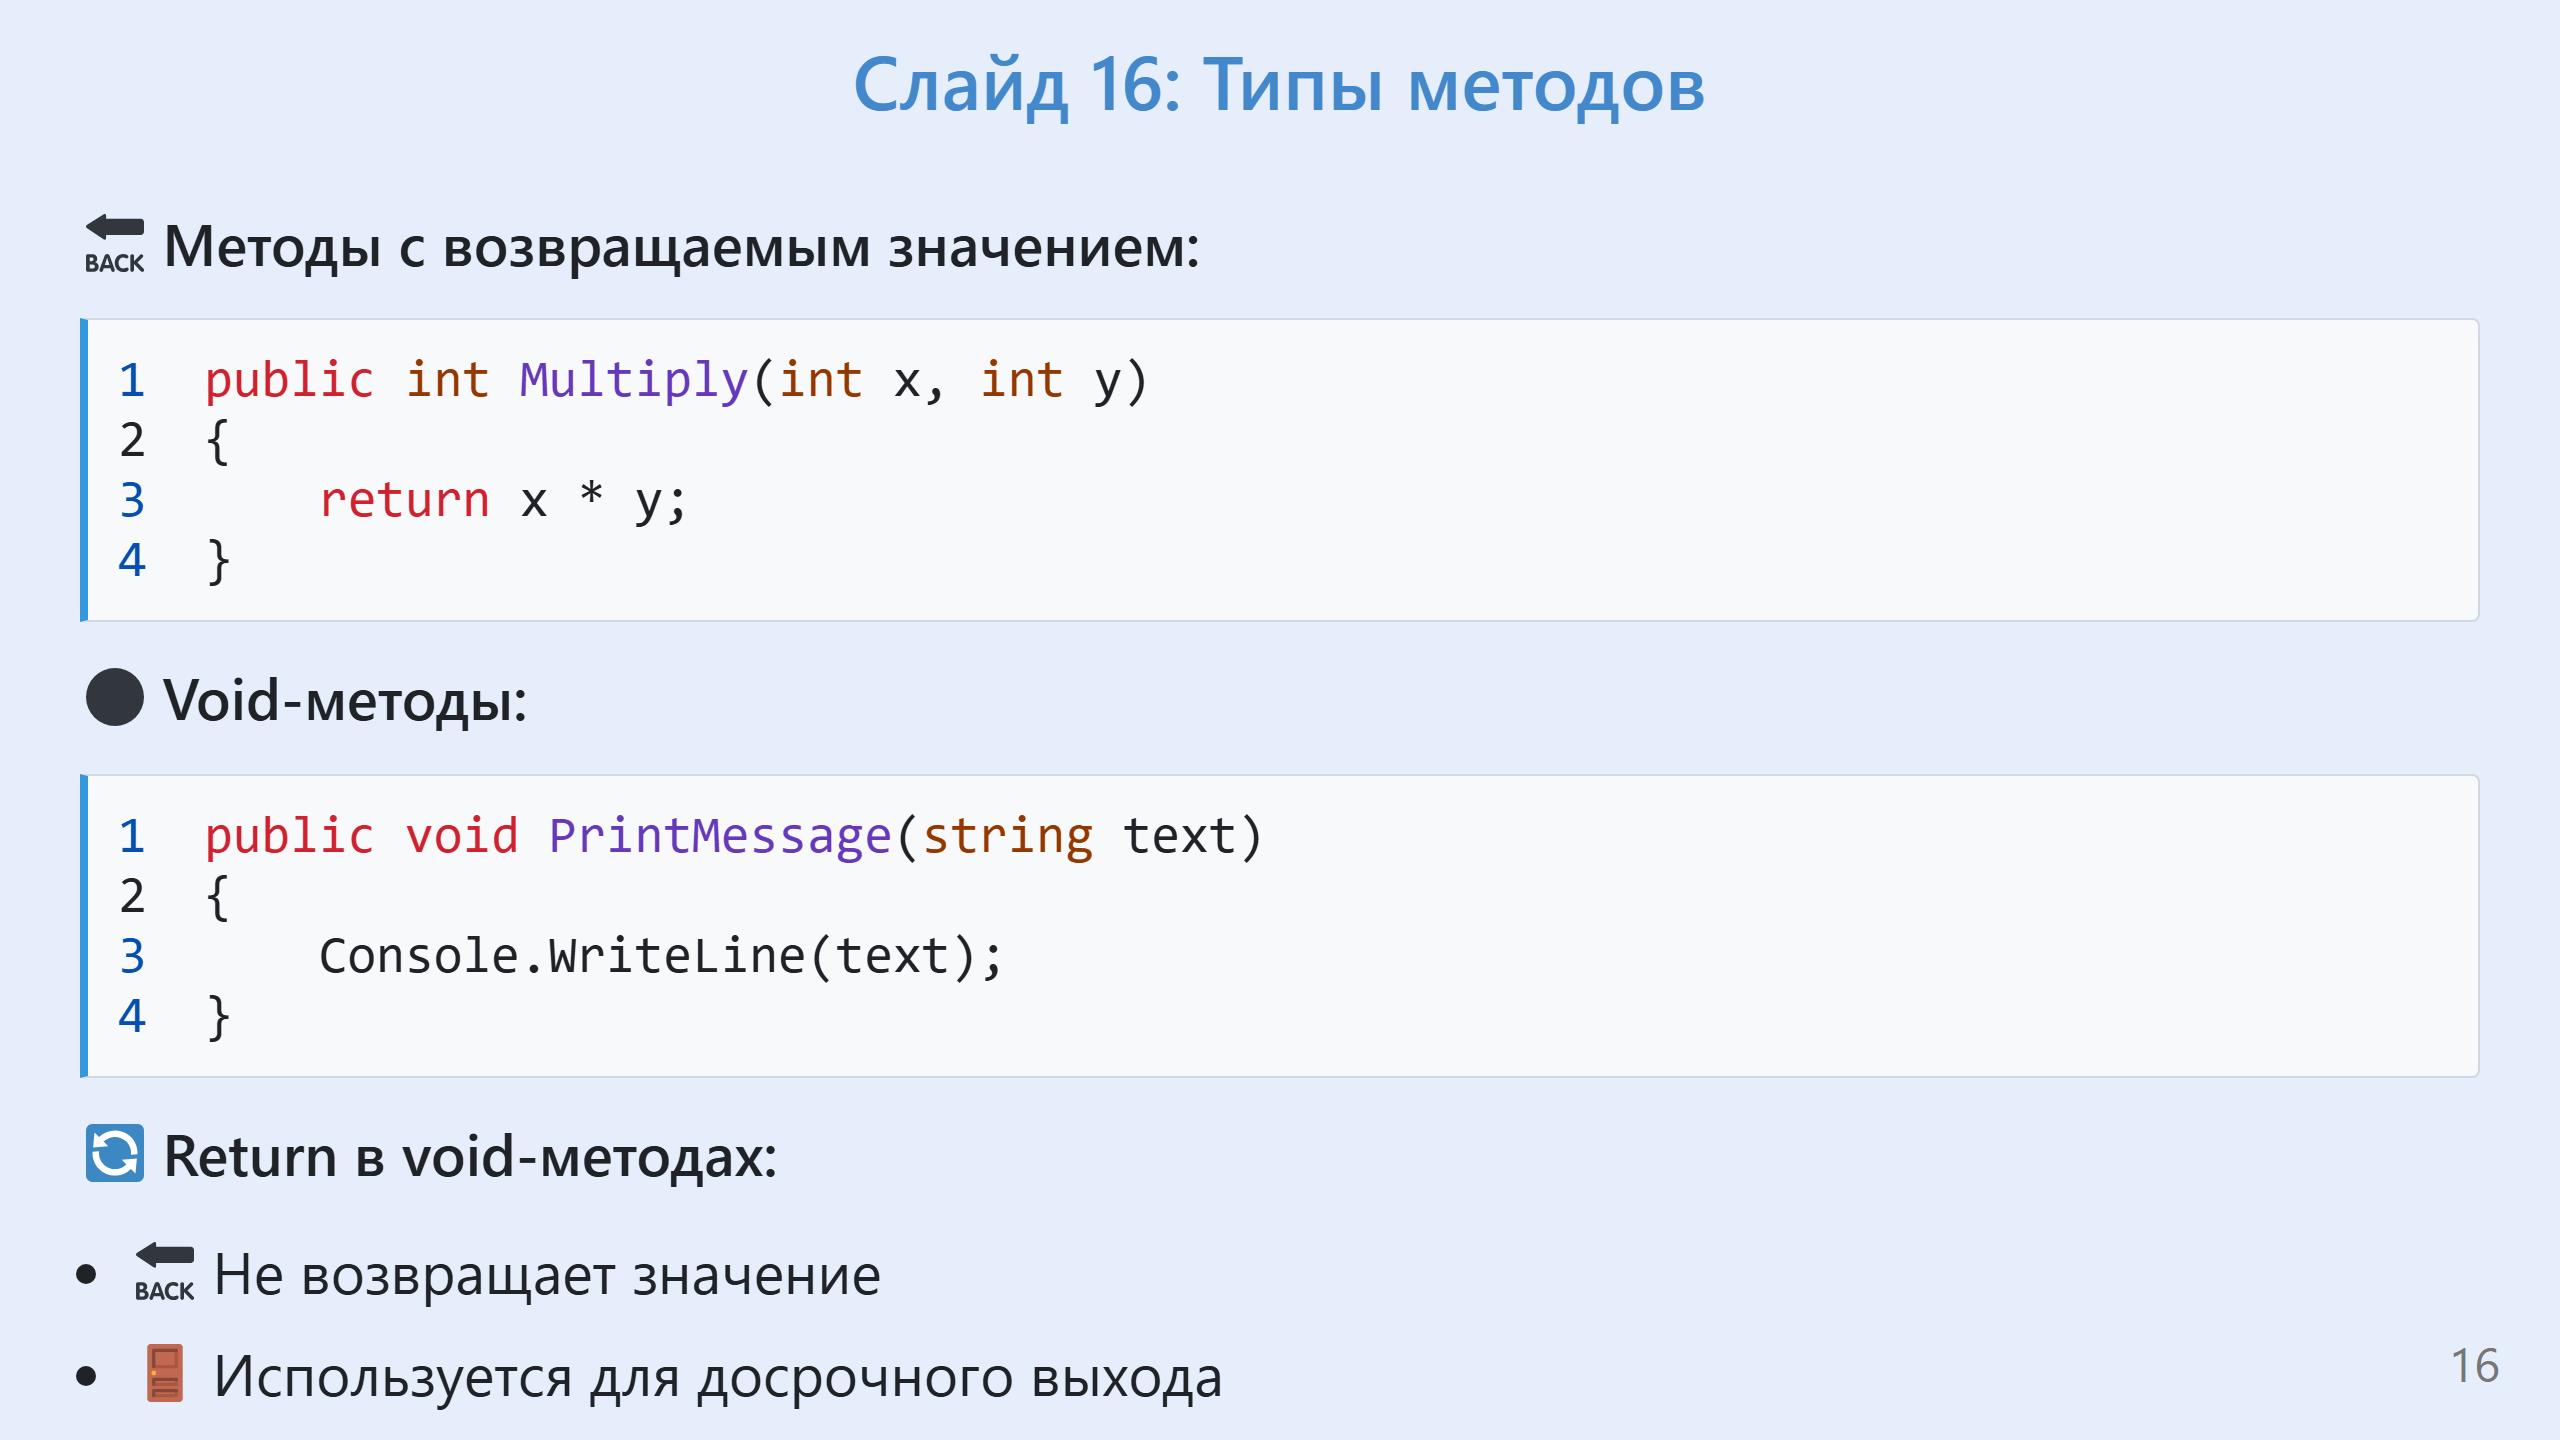 Слайд 16: Типы методов
BACK Методы с возвращаемым значением:
1 public int Multiply(int x, int y)
2 {
3     return x * y;
4 }
Void-методы:
1 public void PrintMessage(string text)
2 {
3     Console.WriteLine(text);
4 }
Return в void-методах:
• BACK Не возвращает значение
• Используется для досрочного выхода
16